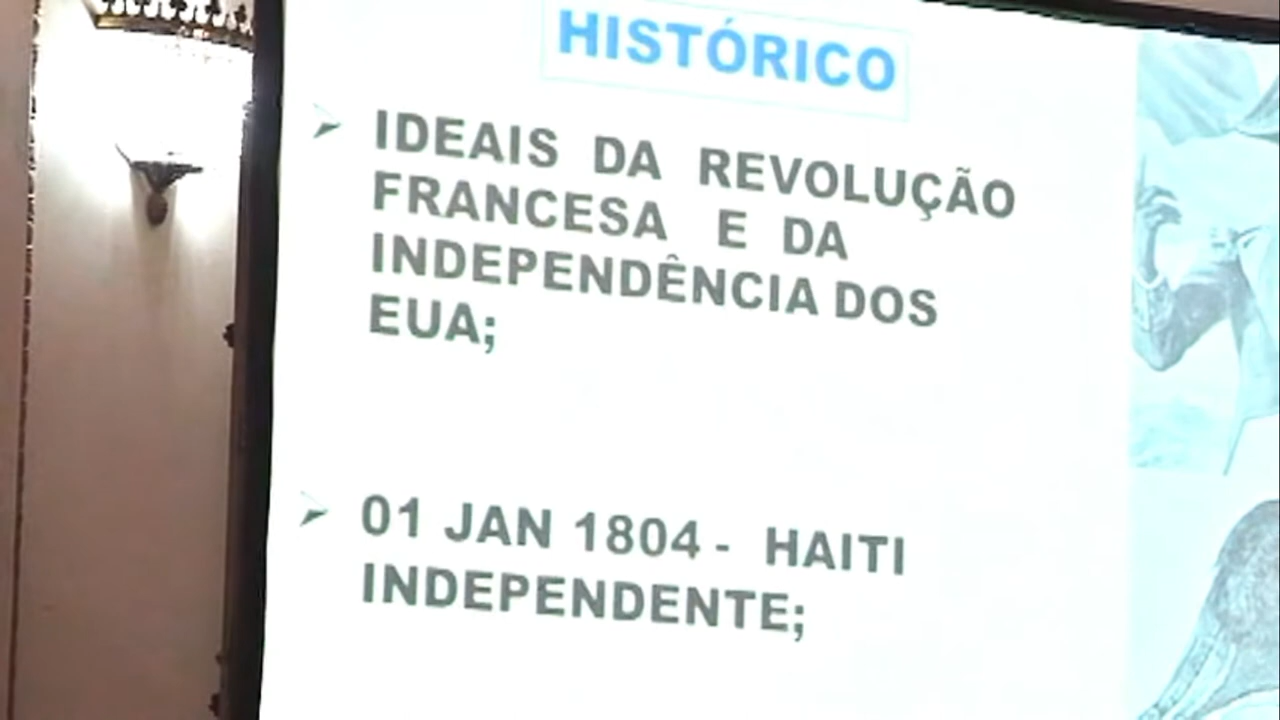 HISTÓRICO
IDEAIS DA REVOLUÇÃO
FRANCESA E DA
INDEPENDÊNCIA DOS
EUA;
01 JAN 1804 - HAITI
INDEPENDENTE;